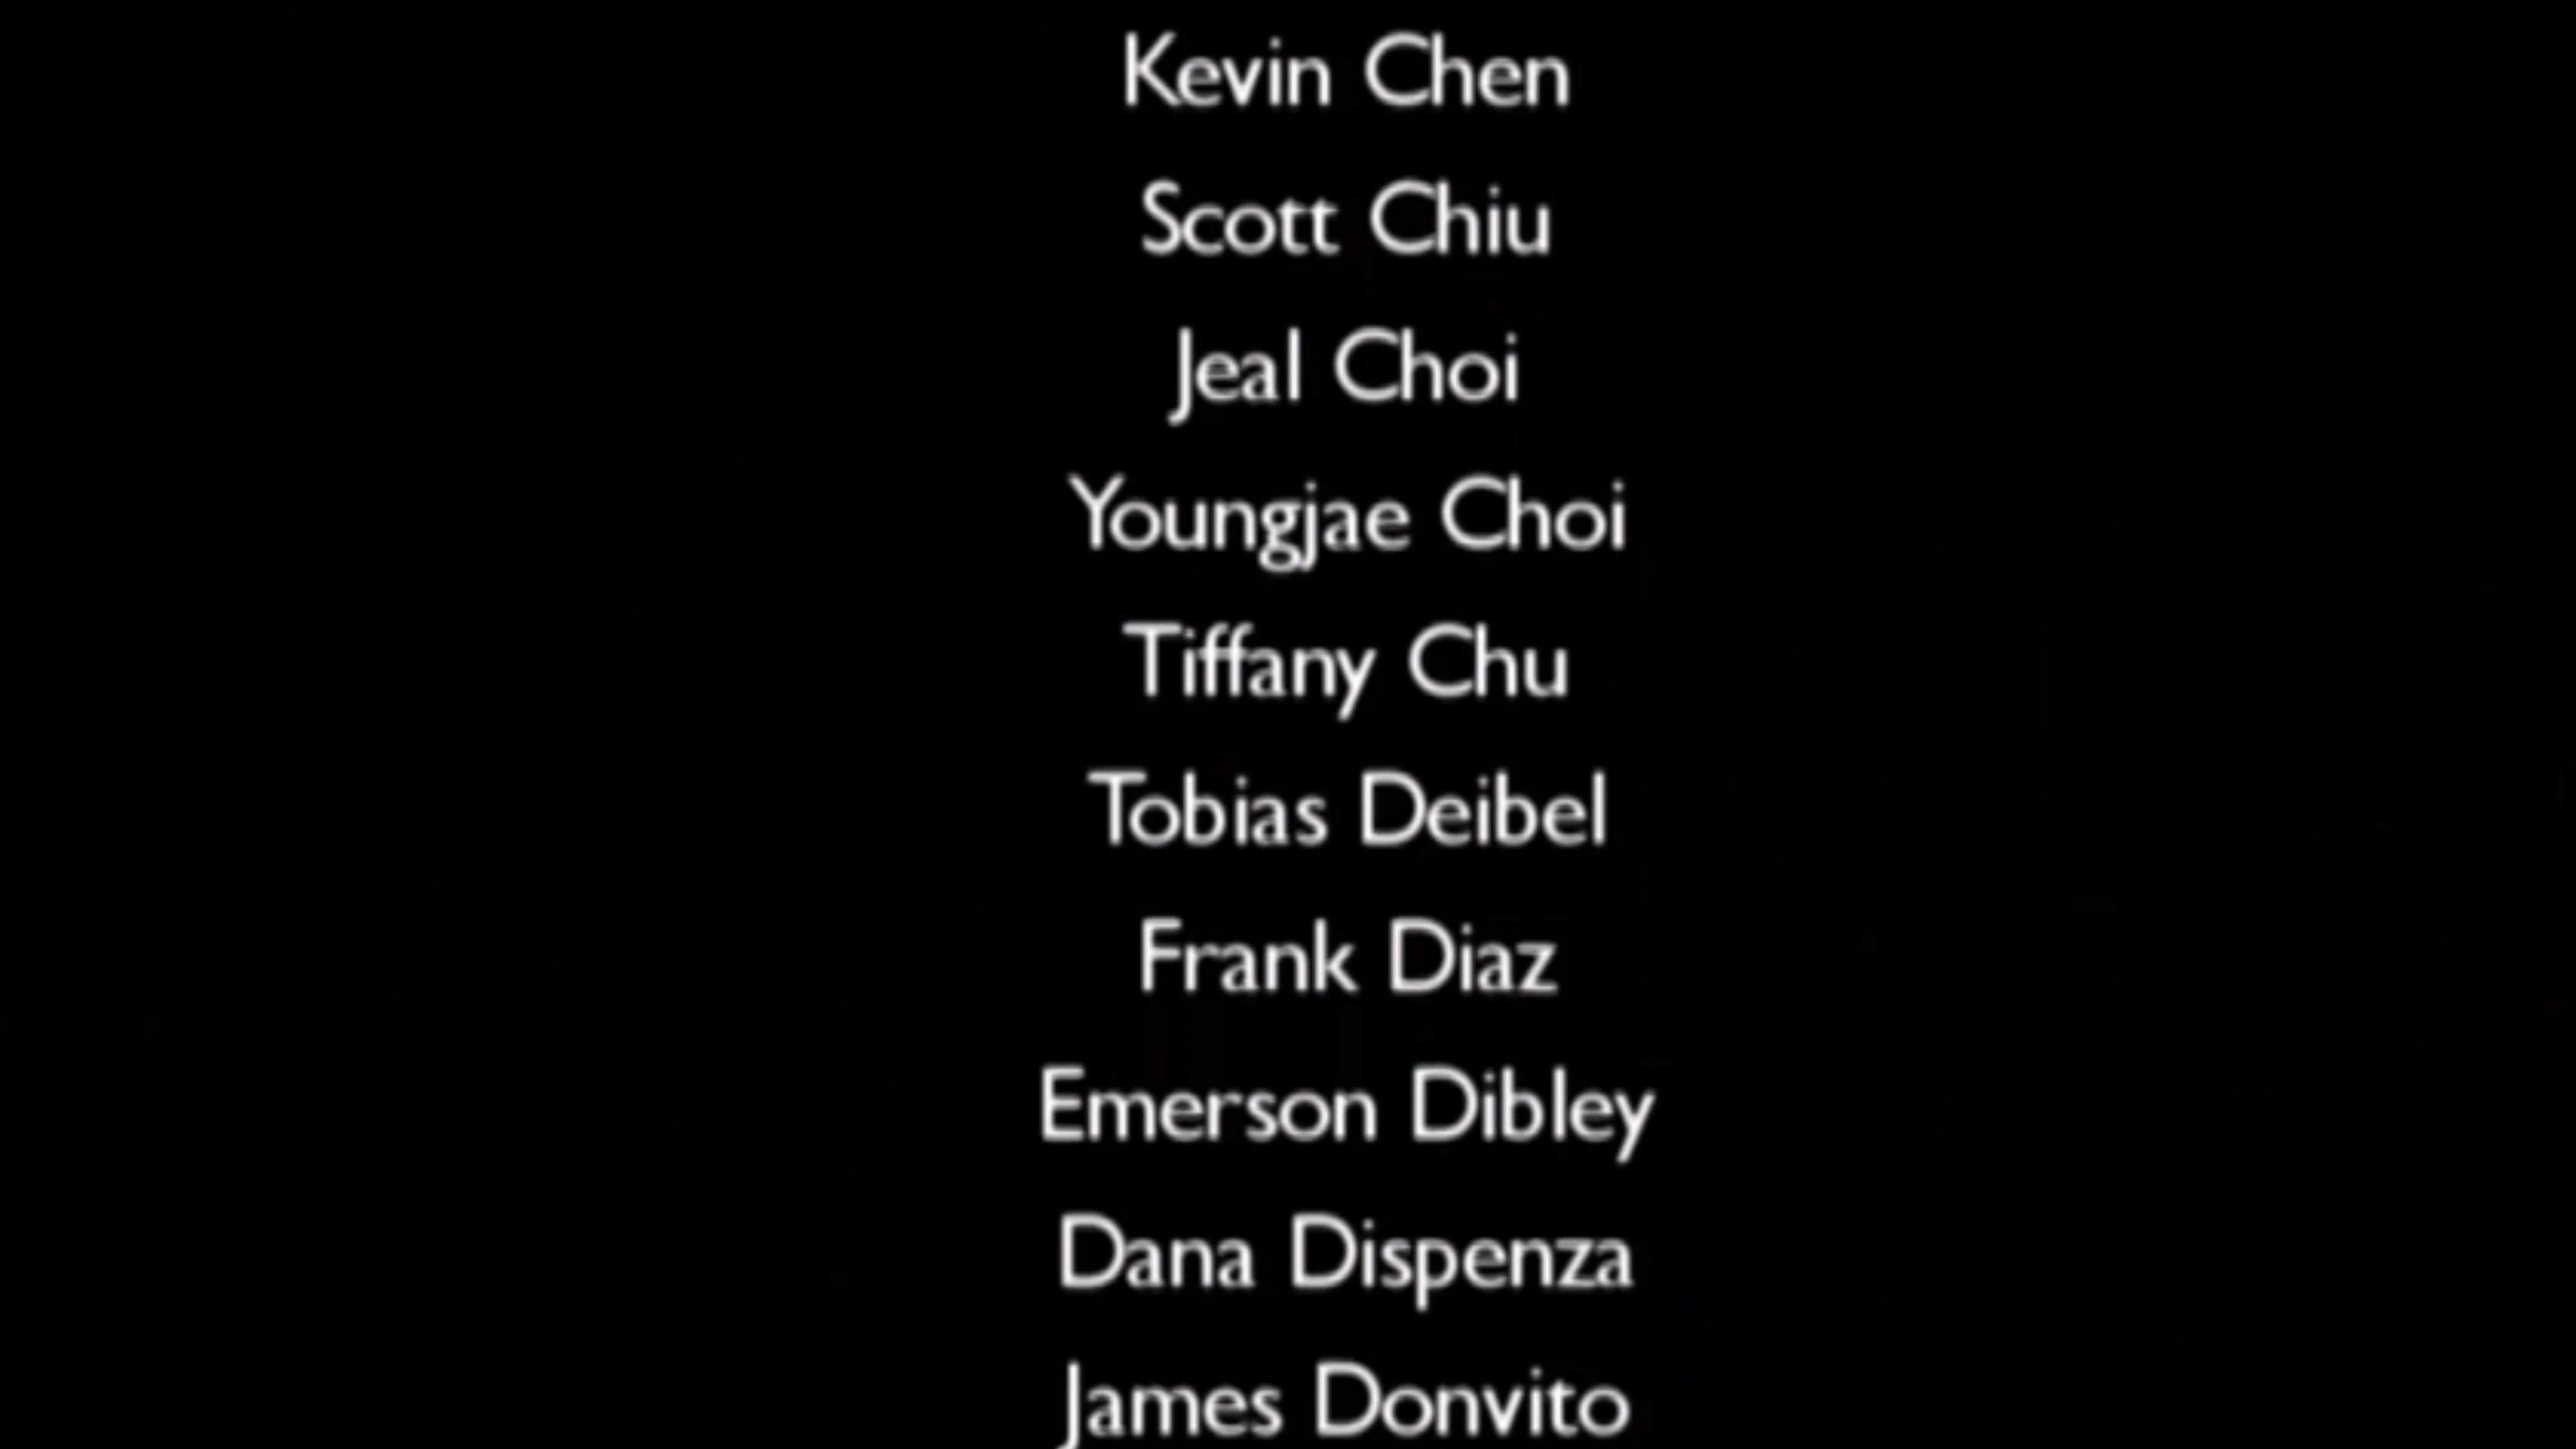 Kevin Chen
Scott Chiu
Jeal Choi
Youngjae Choi
Tiffany Chu
Tobias Deibel
Frank Diaz
Emerson Dibley
Dana Dispenza
James Donvito